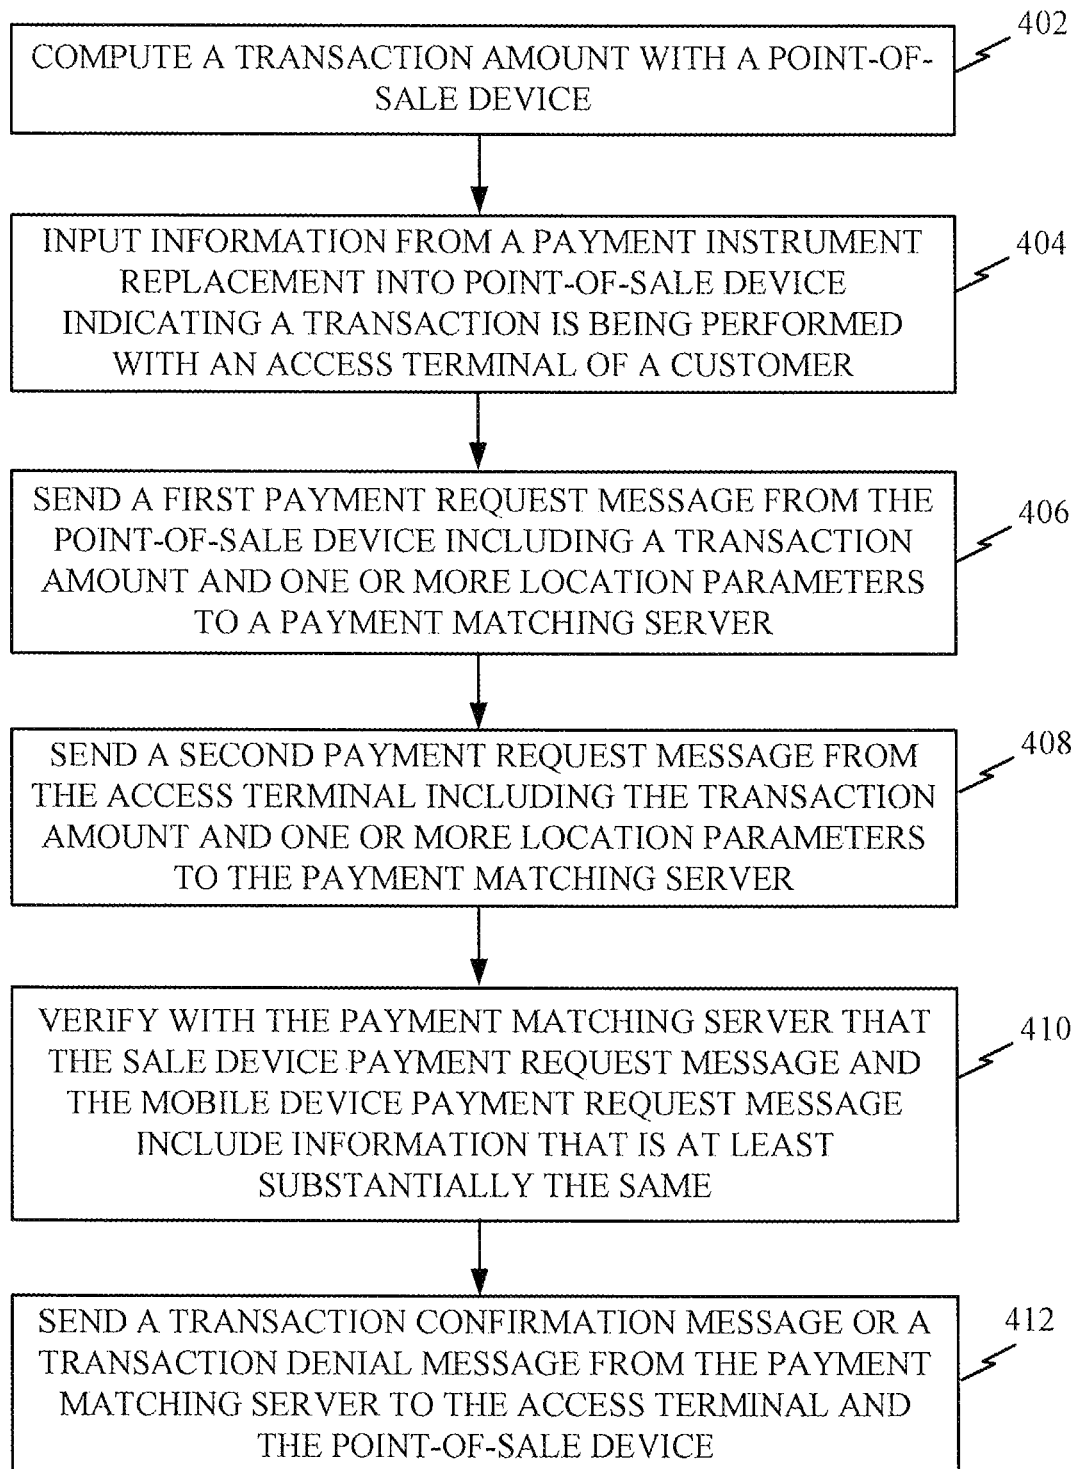 402
COMPUTE A TRANSACTION AMOUNT WITH A POINT-OF-
SALE DEVICE
404
INPUT INFORMATION FROM A PAYMENT INSTRUMENT
REPLACEMENT INTO POINT-OF-SALE DEVICE
INDICATING A TRANSACTION IS BEING PERFORMED
WITH AN ACCESS TERMINAL OF A CUSTOMER
406
SEND A FIRST PAYMENT REQUEST MESSAGE FROM THE
POINT-OF-SALE DEVICE INCLUDING A TRANSACTION
AMOUNT AND ONE OR MORE LOCATION PARAMETERS
TO A PAYMENT MATCHING SERVER
408
SEND A SECOND PAYMENT REQUEST MESSAGE FROM
THE ACCESS TERMINAL INCLUDING THE TRANSACTION
AMOUNT AND ONE OR MORE LOCATION PARAMETERS
TO THE PAYMENT MATCHING SERVER
410
VERIFY WITH THE PAYMENT MATCHING SERVER THAT
THE SALE DEVICE PAYMENT REQUEST MESSAGE AND
THE MOBILE DEVICE PAYMENT REQUEST MESSAGE
INCLUDE INFORMATION THAT IS AT LEAST
SUBSTANTIALLY THE SAME
412
SEND A TRANSACTION CONFIRMATION MESSAGE OR A
TRANSACTION DENIAL MESSAGE FROM THE PAYMENT
MATCHING SERVER TO THE ACCESS TERMINAL AND
THE POINT-OF-SALE DEVICE